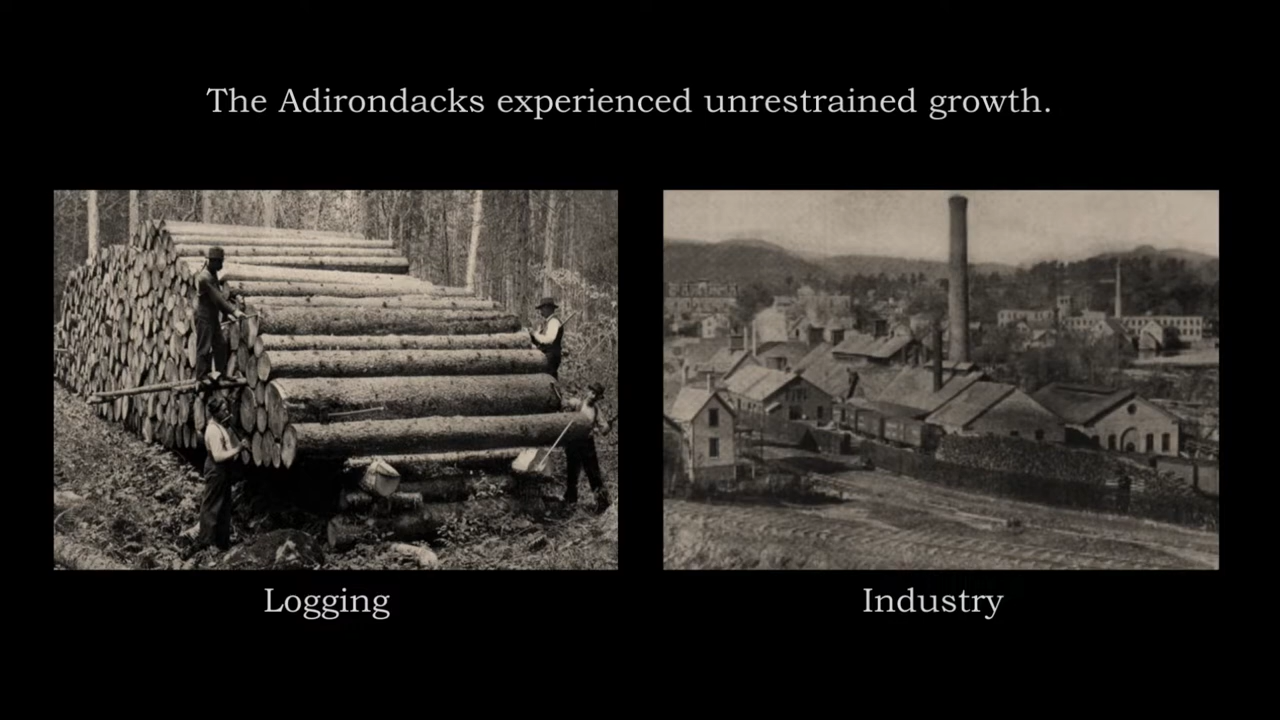 The Adirondacks experienced unrestrained growth.
Logging
Industry